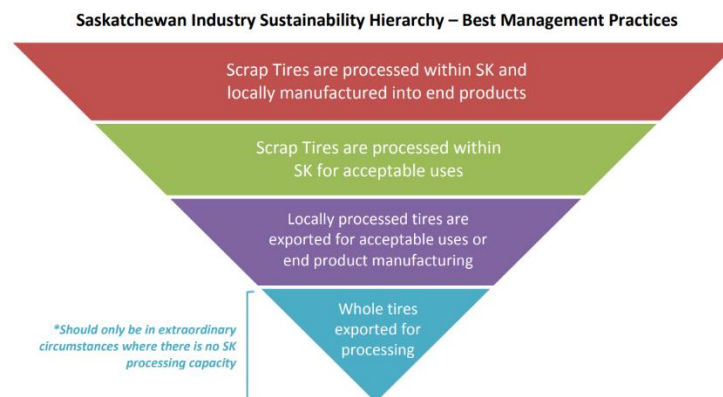 Saskatchewan Industry Sustainability Hierarchy – Best Management Practices
Scrap Tires are processed within SK and
locally manufactured into end products
Scrap Tires are processed within
SK for acceptable uses
Locally processed tires are
exported for acceptable uses or
end product manufacturing
Whole tires
exported for
processing
*Should only be in extraordinary
circumstances where there is no SK
processing capacity